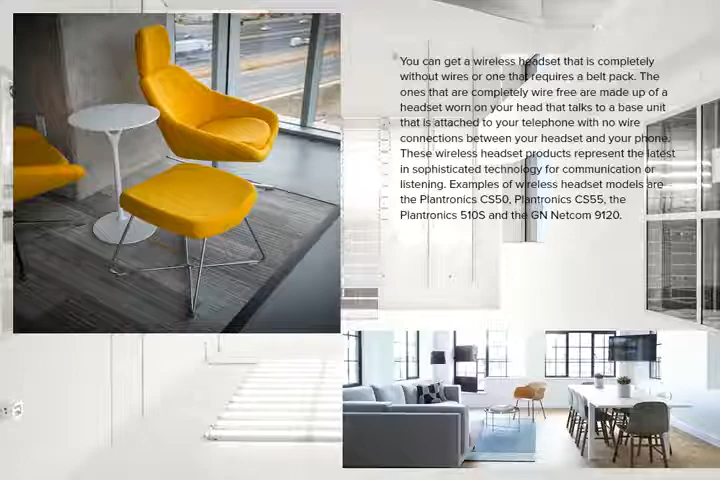 You can get a wireless headset that is completely
without wires or one that requires a belt pack. The
ones that are completely wire free are made up of a
headset worn on your head that talks to a base unit
that is attached to your telephone with no wire
connections between your headset and your phone.
These wireless headset products represent the latest
in sophisticated technology for communication or
listening. Examples of wireless headset models are
the Plantronics CS50, Plantronics CS55, the
Plantronics 510S and the GN Netcom 9120.